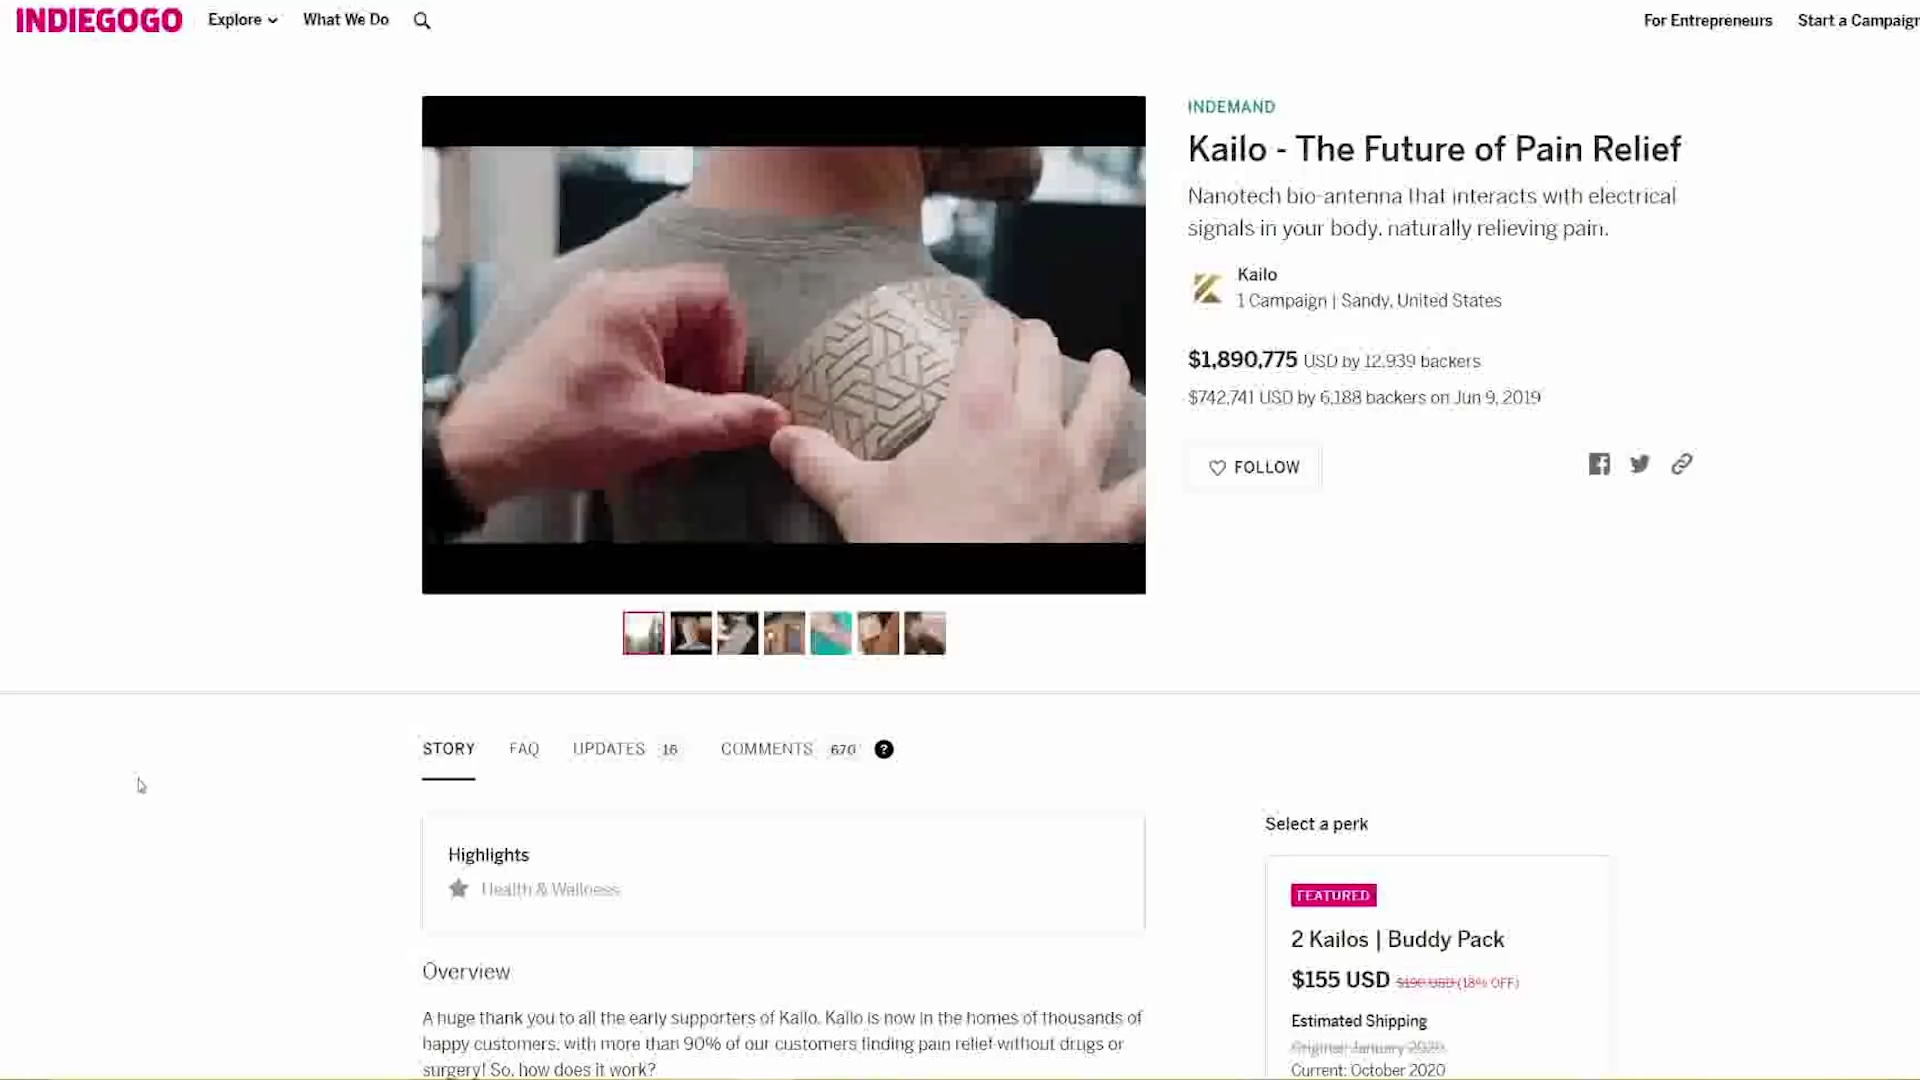 INDIEGOGO
Explore
What We Do
For Entrepreneurs
Start a Campaign
INDEMAND
Kailo - The Future of Pain Relief
Nanotech bio-antenna that interacts with electrical
signals in your body, naturally relieving pain.
Kailo
1 Campaign | Sandy, United States
$1,890,775 USD by 12,939 backers
$742,741 USD by 6,188 backers on Jun 9, 2019
FOLLOW
STORY
FAQ
UPDATES 16
COMMENTS 670 ?
Highlights
Health & Wellness
Overview
A huge thank you to all the early supporters of Kailo. Kailo is now in the homes of thousands of
happy customers, with more than 90% of our customers finding pain relief without drugs or
surgery! So, how does it work?
Select a perk
FEATURED
2 Kailos | Buddy Pack
$155 USD $190 USD (18% OFF)
Estimated Shipping
Original: January 2020
Current: October 2020